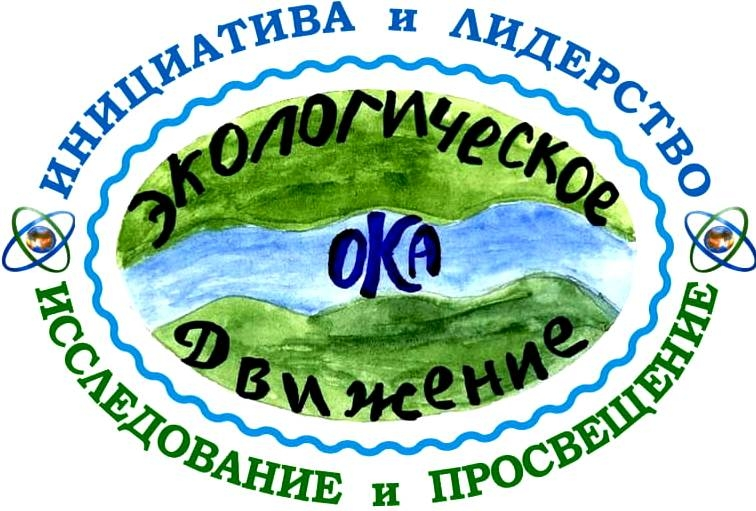 ИНИЦИАТИВА и ЛИДЕРСТВО
экологическое
ОКА
Движение
ИССЛЕДОВАНИЕ и ПРОСВЕЩЕНИЕ